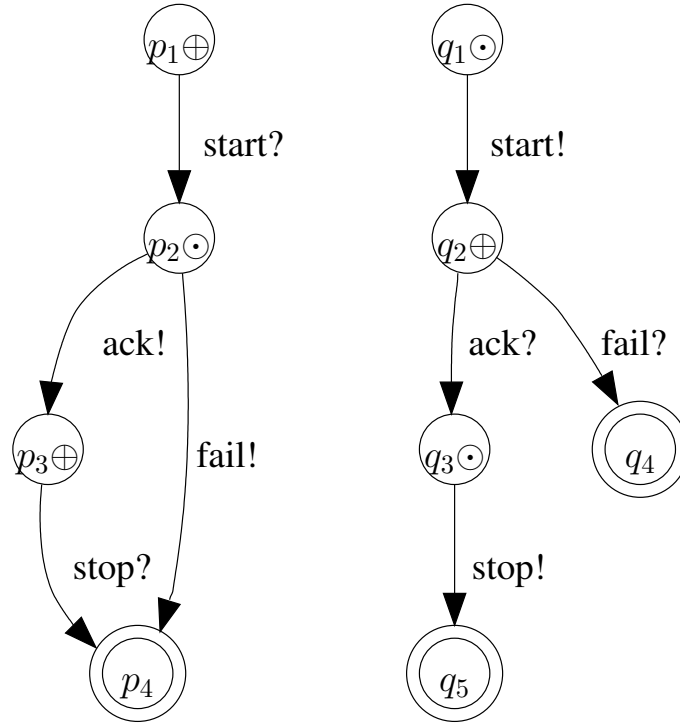 p₁⊕
q₁⊙
start?
start!
p₂⊙
q₂⊕
ack!
ack?
fail?
p₃⊕
fail!
q₃⊙
q₄
stop?
stop!
p₄
q₅